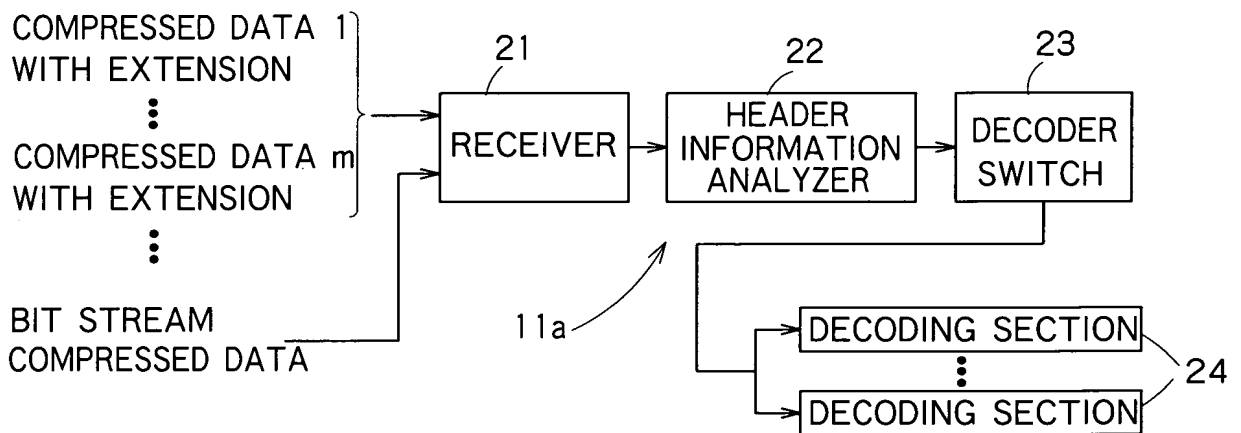 COMPRESSED DATA 1
WITH EXTENSION
COMPRESSED DATA m
WITH EXTENSION
BIT STREAM
COMPRESSED DATA
21
RECEIVER
22
HEADER
INFORMATION
ANALYZER
23
DECODER
SWITCH
11a
DECODING SECTION
DECODING SECTION
24